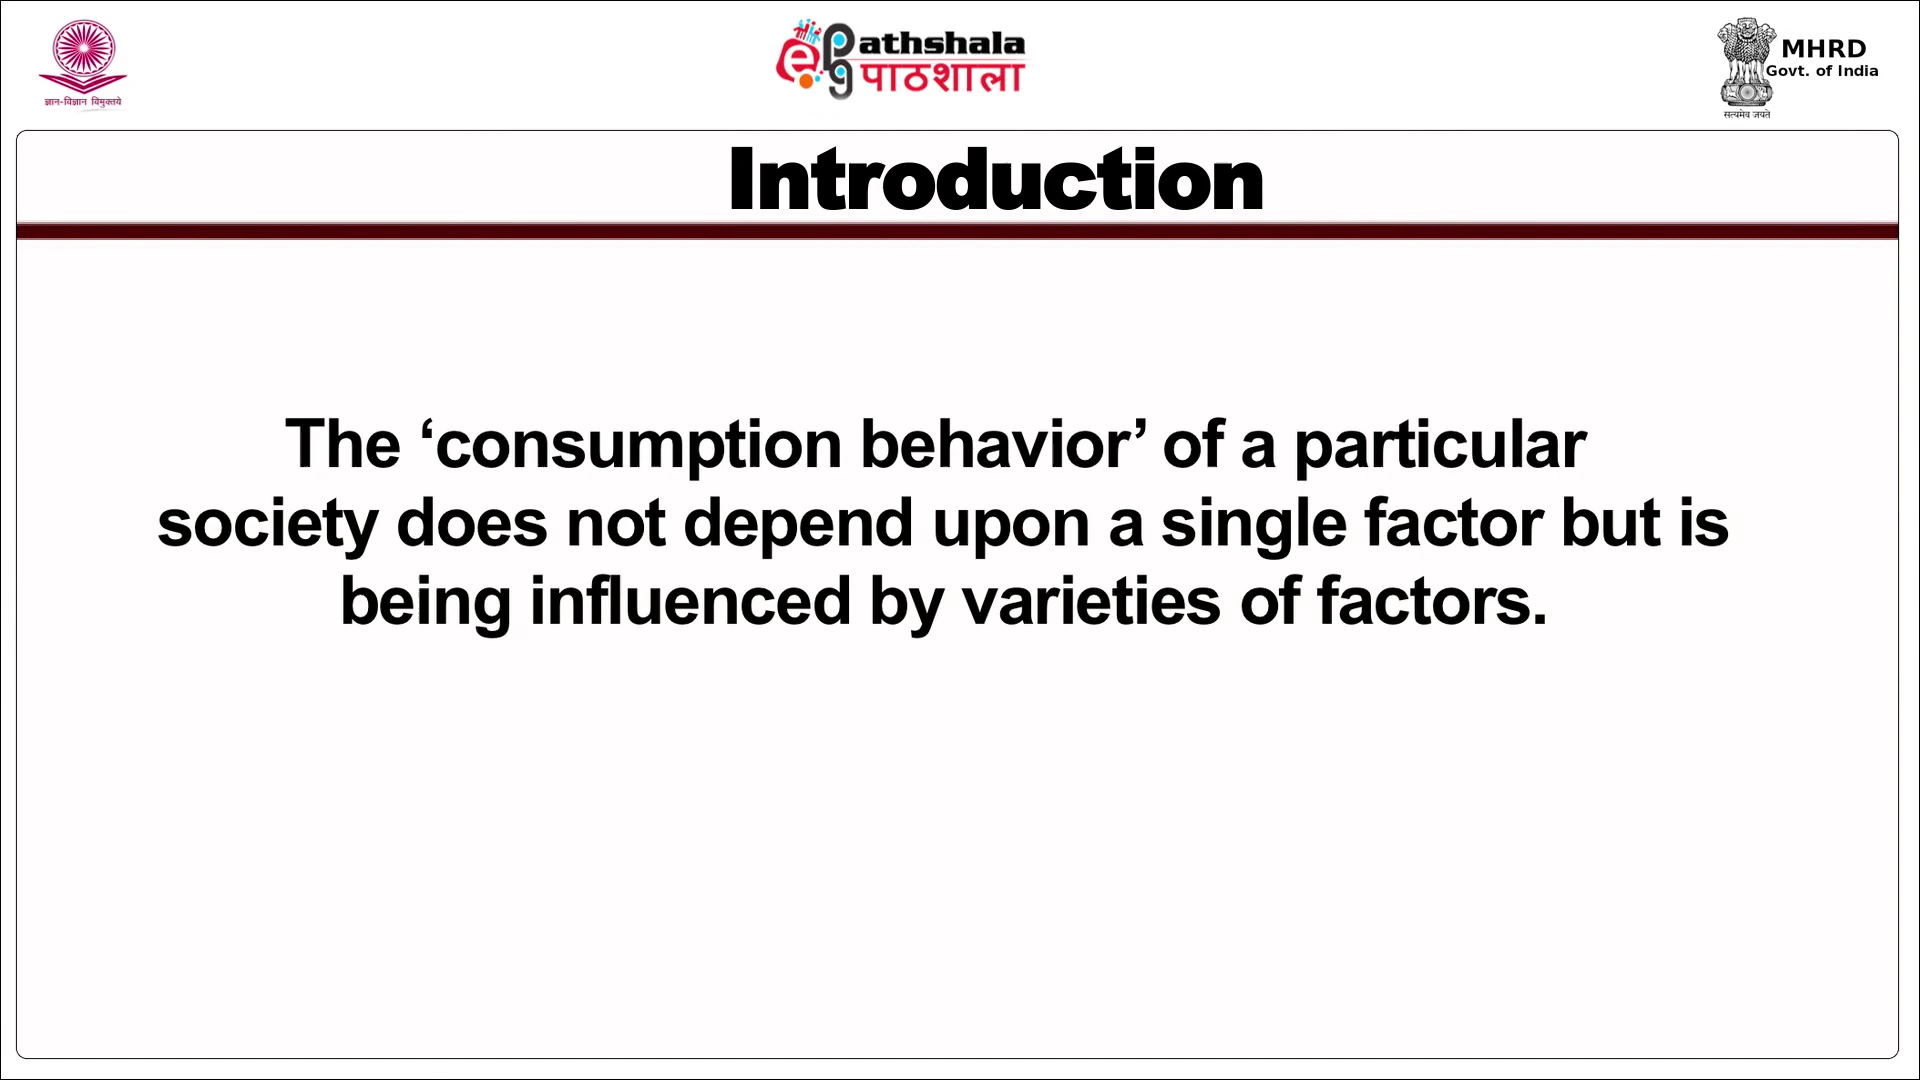 ज्ञान-विज्ञान विमुक्तये
epg
athshala
पाठशाला
MHRD
Govt. of India
सत्यमेव जयते
Introduction
The ‘consumption behavior’ of a particular
society does not depend upon a single factor but is
being influenced by varieties of factors.